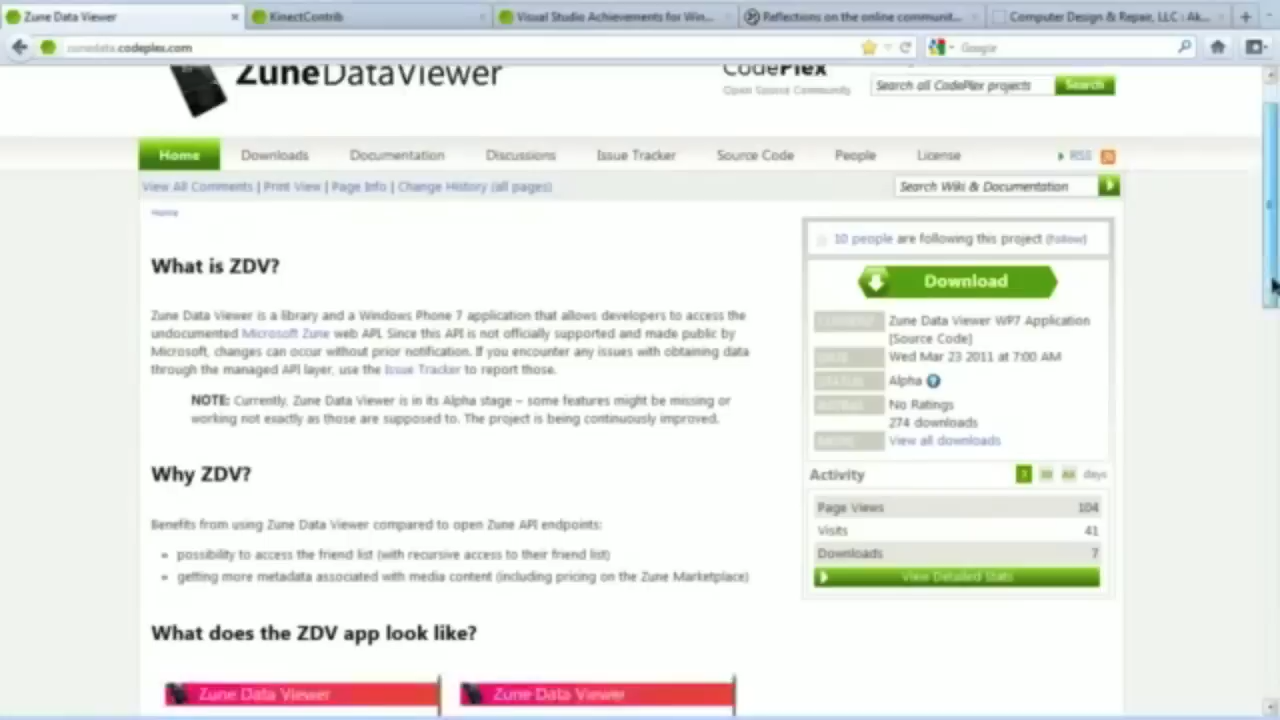 Zune Data Viewer
KinectContrib
Visual Studio Achievements for Win...
Reflections on the online communit...
Computer Design & Repair, LLC : Ak...
zunedata.codeplex.com
Google
ZuneDataViewer
CodePlex
Open Source Community
Search all CodePlex projects
Search
Home
Downloads
Documentation
Discussions
Issue Tracker
Source Code
People
License
RSS
View All Comments | Print View | Page Info | Change History (all pages)
Search Wiki & Documentation
Home
10 people are following this project (follow)
What is ZDV?
Download
Zune Data Viewer is a library and a Windows Phone 7 application that allows developers to access the
undocumented Microsoft Zune web API. Since this API is not officially supported and made public by
Microsoft, changes can occur without prior notification. If you encounter any issues with obtaining data
through the managed API layer, use the Issue Tracker to report those.
NOTE: Currently, Zune Data Viewer is in its Alpha stage – some features might be missing or
working not exactly as those are supposed to. The project is being continuously improved.
Zune Data Viewer WP7 Application
[Source Code]
DATE Wed Mar 23 2011 at 7:00 AM
STATUS Alpha
No Ratings
274 downloads
View all downloads
Why ZDV?
Activity
7 30 All days
Page Views 104
Visits 41
Downloads 7
View Detailed Stats
Benefits from using Zune Data Viewer compared to open Zune API endpoints:
possibility to access the friend list (with recursive access to their friend list)
getting more metadata associated with media content (including pricing on the Zune Marketplace)
What does the ZDV app look like?
Zune Data Viewer
Zune Data Viewer